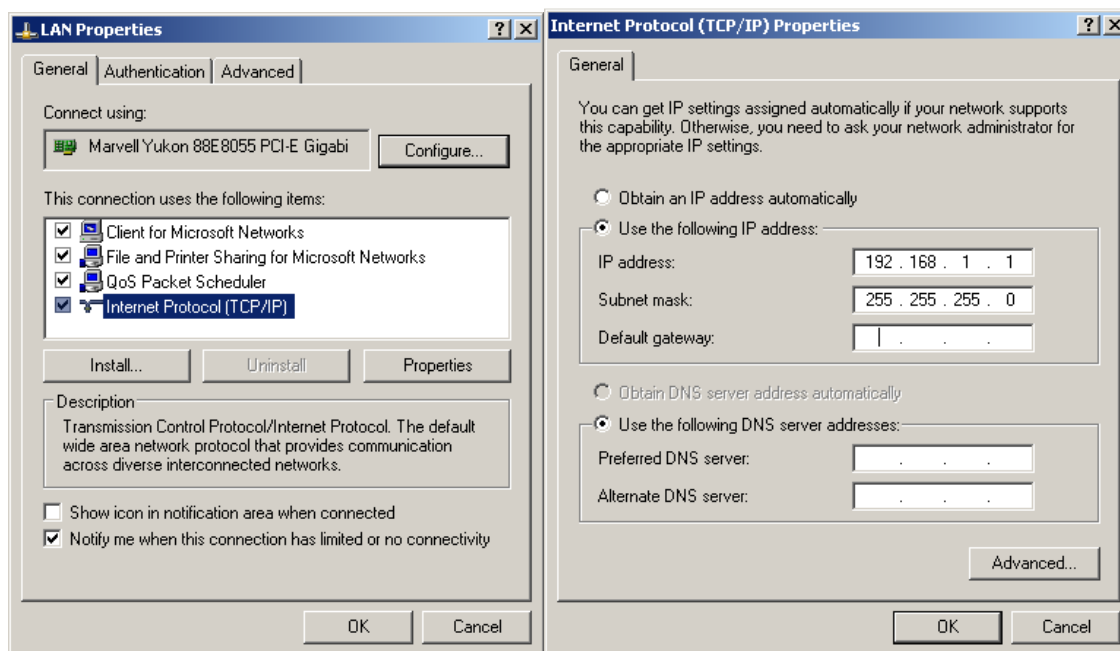 LAN Properties
General
Authentication
Advanced
Connect using:
Marvell Yukon 88E8055 PCI-E Gigabi
Configure...
This connection uses the following items:
Client for Microsoft Networks
File and Printer Sharing for Microsoft Networks
QoS Packet Scheduler
Internet Protocol (TCP/IP)
Install...
Uninstall
Properties
Description
Transmission Control Protocol/Internet Protocol. The default
wide area network protocol that provides communication
across diverse interconnected networks.
Show icon in notification area when connected
Notify me when this connection has limited or no connectivity
OK
Cancel
Internet Protocol (TCP/IP) Properties
General
You can get IP settings assigned automatically if your network supports
this capability. Otherwise, you need to ask your network administrator for
the appropriate IP settings.
Obtain an IP address automatically
Use the following IP address:
IP address:
192 . 168 . 1 . 1
Subnet mask:
255 . 255 . 255 . 0
Default gateway:
. . .
Obtain DNS server address automatically
Use the following DNS server addresses:
Preferred DNS server:
. . .
Alternate DNS server:
. . .
Advanced...
OK
Cancel